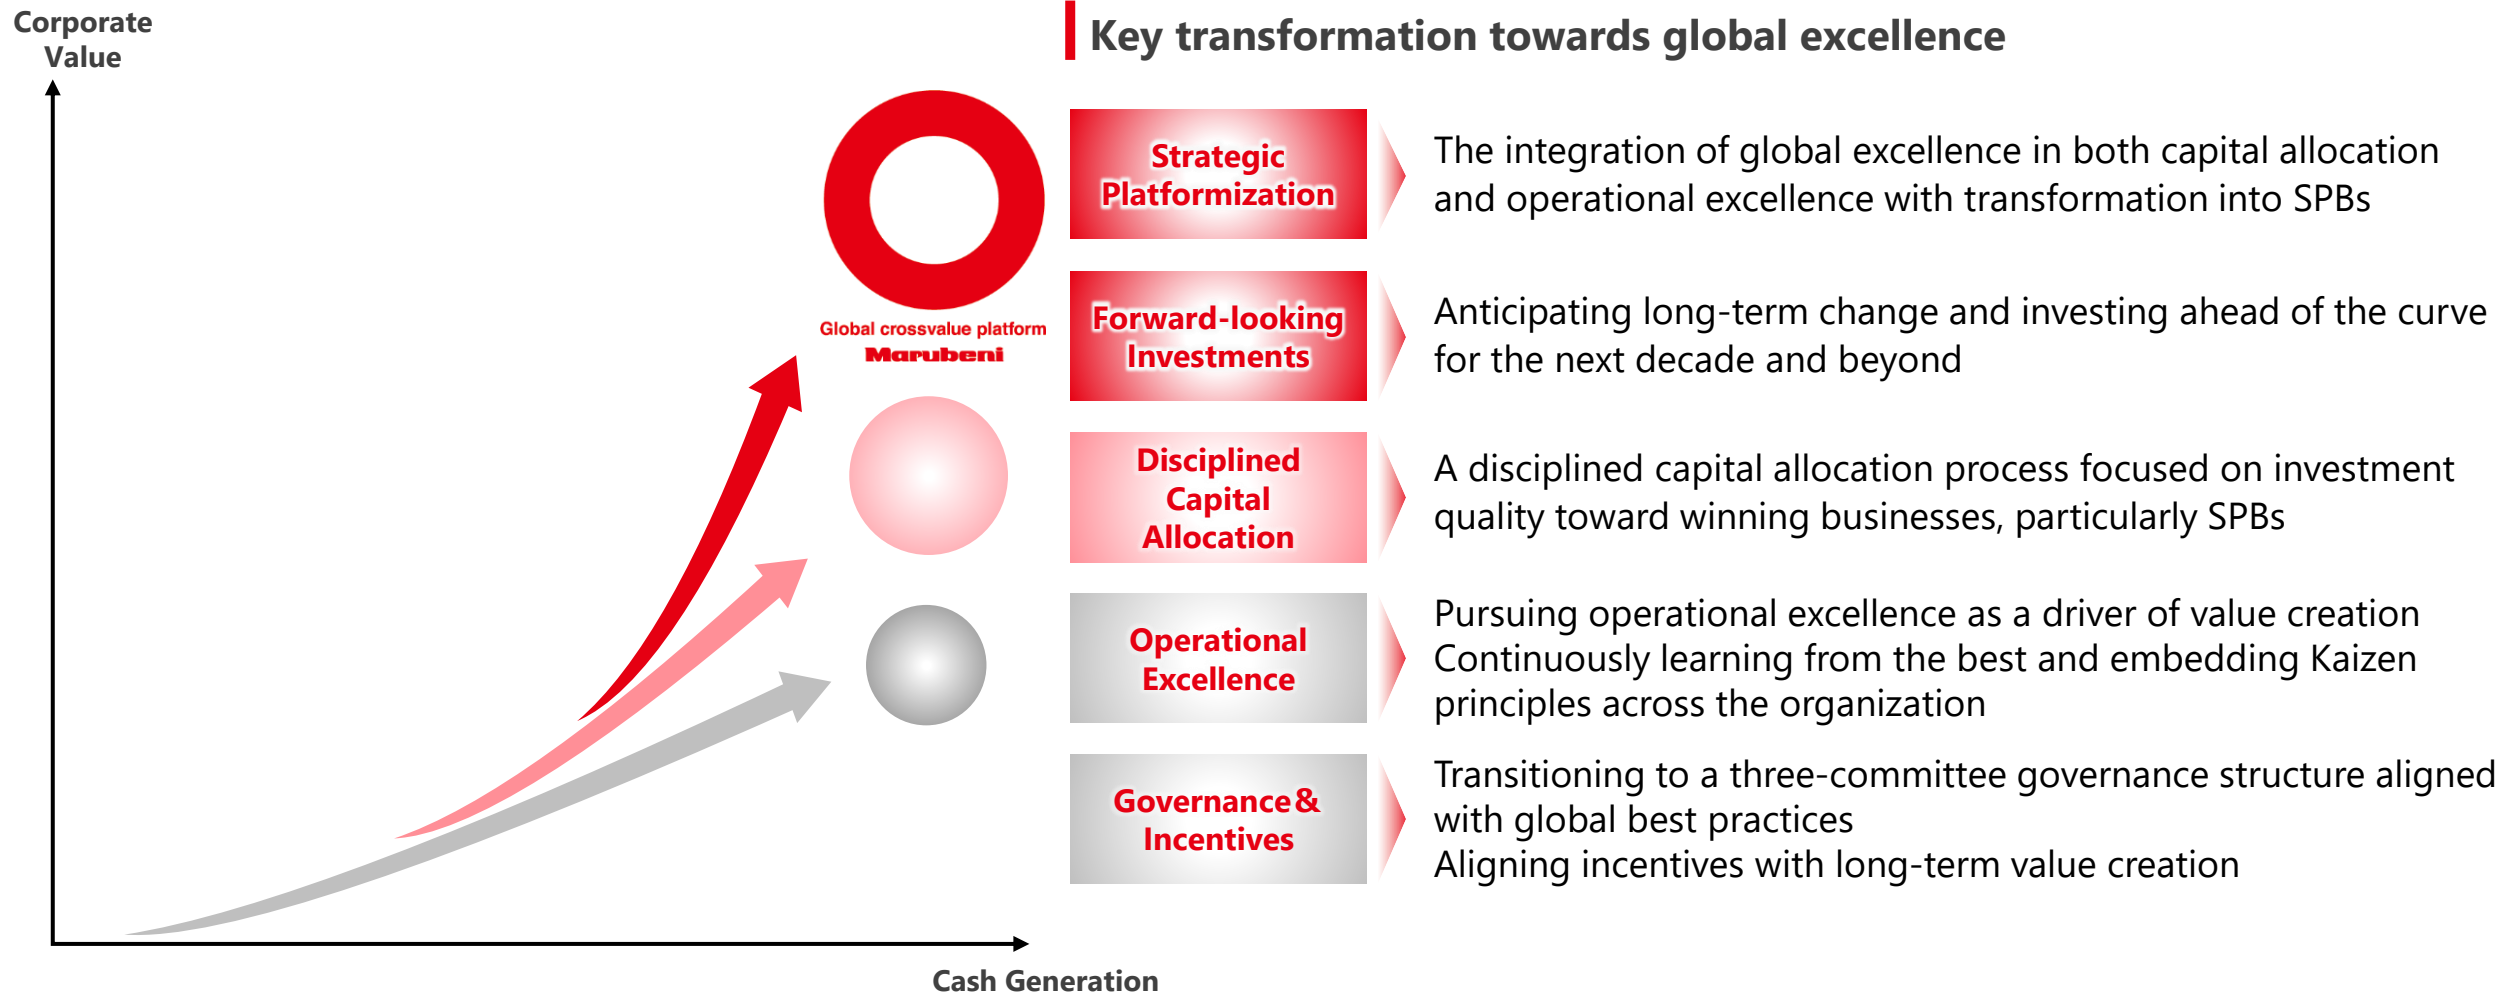 Corporate
Value
Key transformation towards global excellence
Global crossvalue platform
Marubeni
Strategic
Platformization
The integration of global excellence in both capital allocation
and operational excellence with transformation into SPBs
Forward-looking
Investments
Anticipating long-term change and investing ahead of the curve
for the next decade and beyond
Disciplined
Capital
Allocation
A disciplined capital allocation process focused on investment
quality toward winning businesses, particularly SPBs
Operational
Excellence
Pursuing operational excellence as a driver of value creation
Continuously learning from the best and embedding Kaizen
principles across the organization
Governance&
Incentives
Transitioning to a three-committee governance structure aligned
with global best practices
Aligning incentives with long-term value creation
Cash Generation